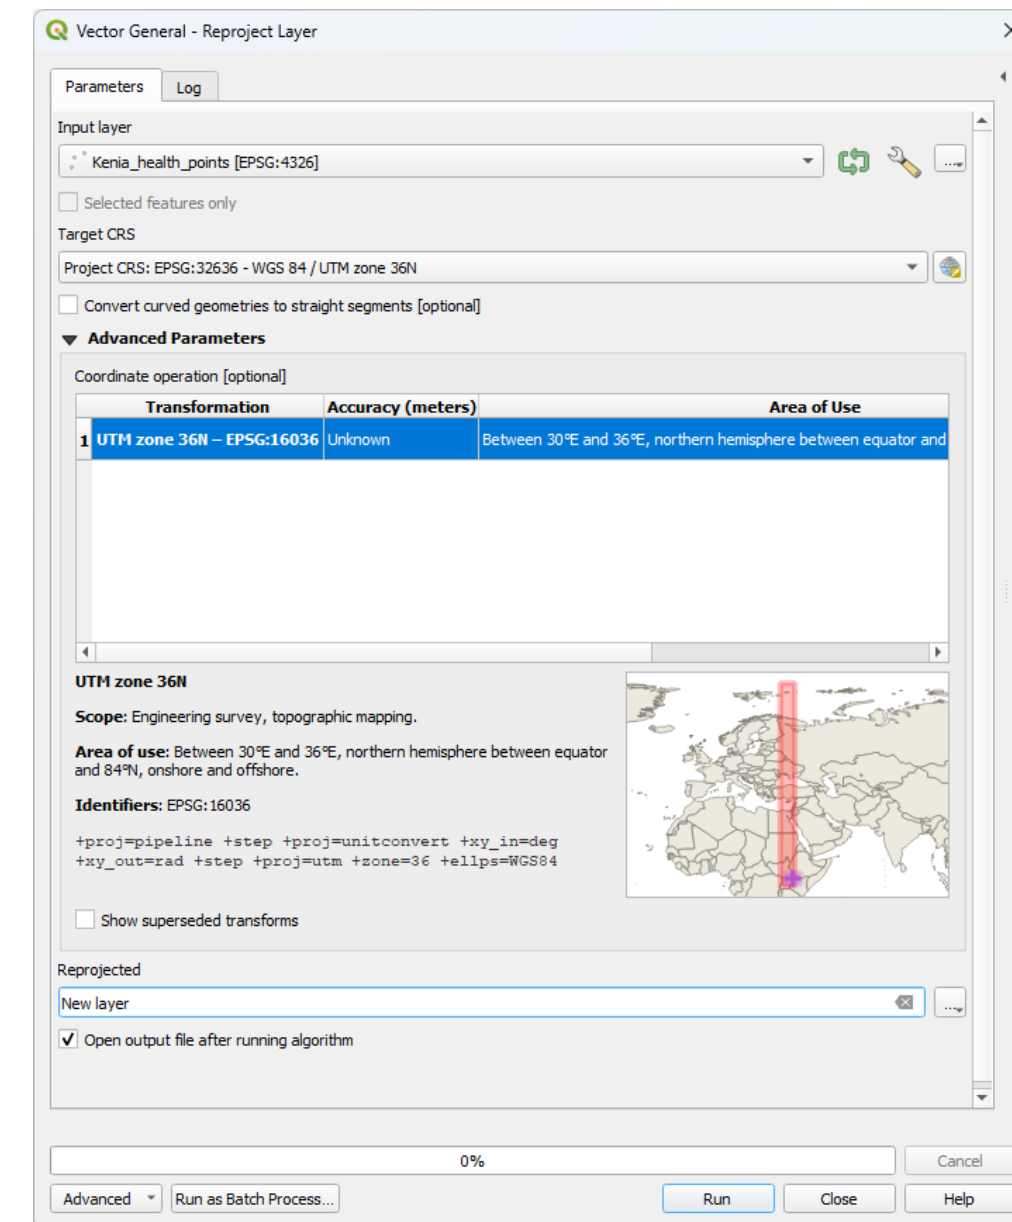 Vector General - Reproject Layer
Parameters
Log
Input layer
Kenia_health_points [EPSG:4326]
...
Selected features only
Target CRS
Project CRS: EPSG:32636 - WGS 84 / UTM zone 36N
Convert curved geometries to straight segments [optional]
Advanced Parameters
Coordinate operation [optional]
Transformation Accuracy (meters) Area of Use
1 UTM zone 36N – EPSG:16036 Unknown Between 30°E and 36°E, northern hemisphere between equator and
UTM zone 36N
Scope: Engineering survey, topographic mapping.
Area of use: Between 30°E and 36°E, northern hemisphere between equator
and 84°N, onshore and offshore.
Identifiers: EPSG:16036
+proj=pipeline +step +proj=unitconvert +xy_in=deg
+xy_out=rad +step +proj=utm +zone=36 +ellps=WGS84
Show superseded transforms
Reprojected
New layer
...
Open output file after running algorithm
0%
Cancel
Advanced
Run as Batch Process...
Run
Close
Help